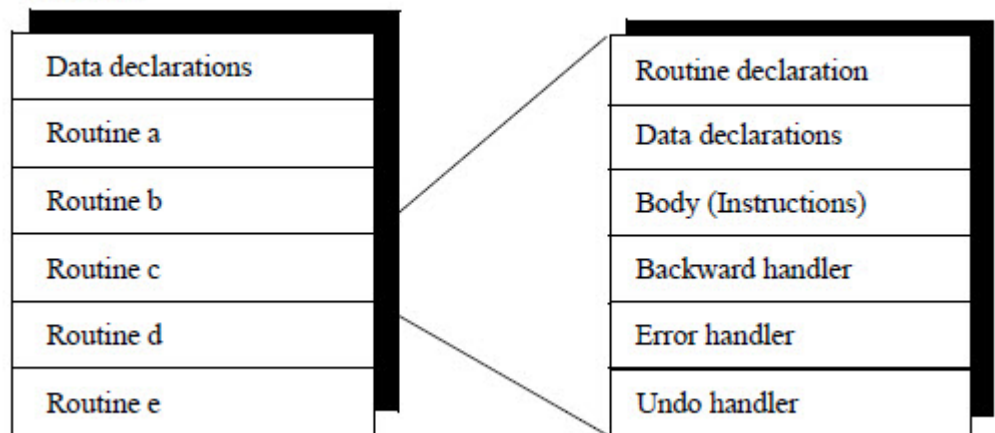 Data declarations
Routine a
Routine b
Routine c
Routine d
Routine e
Routine declaration
Data declarations
Body (Instructions)
Backward handler
Error handler
Undo handler